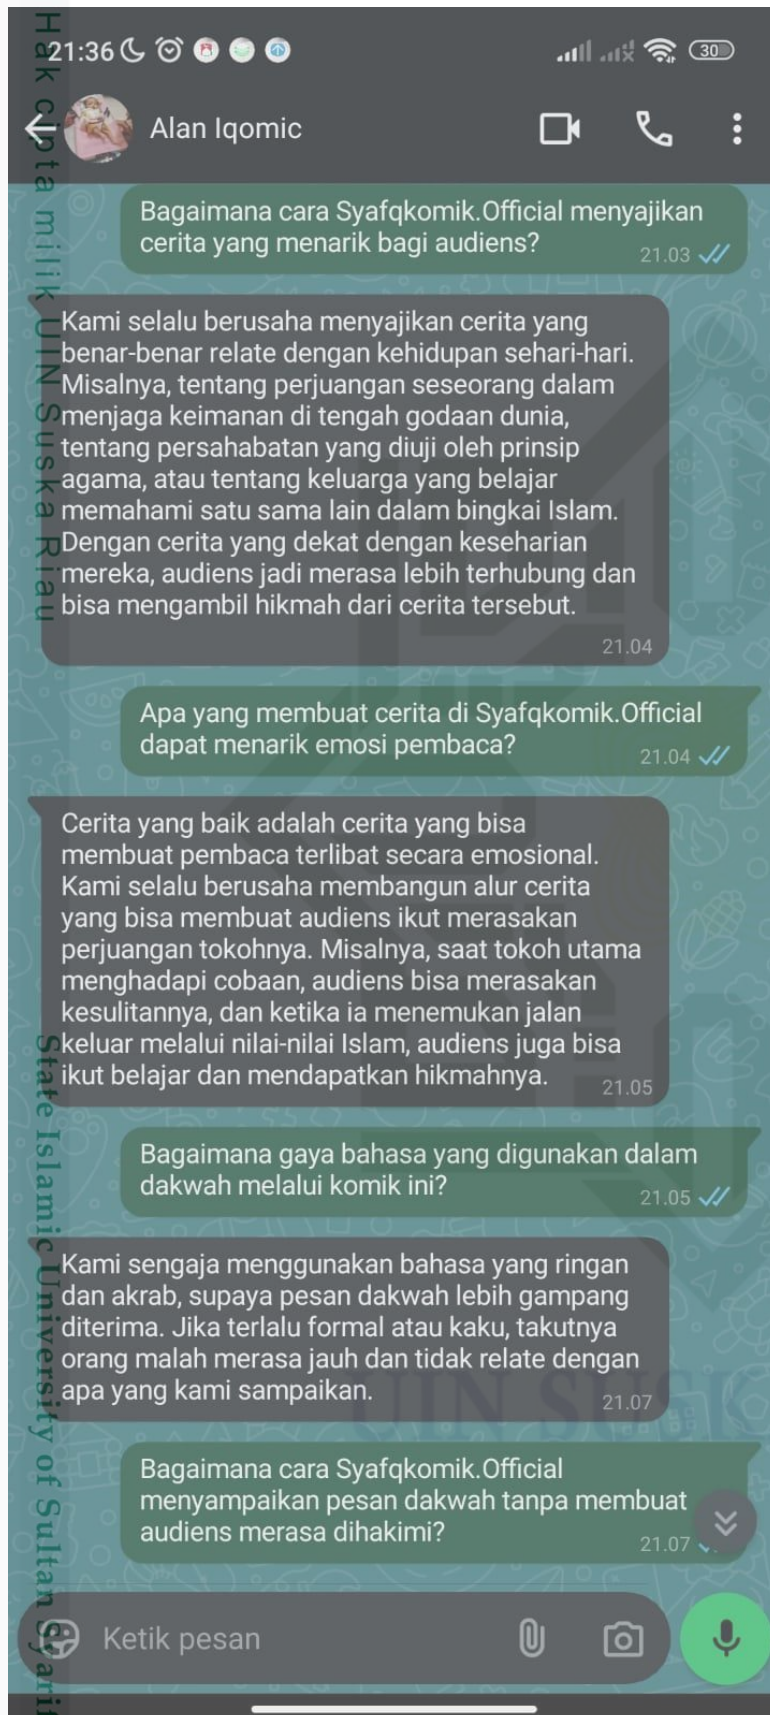 21:36
30
Alan Iqomic
Bagaimana cara Syafqkomik.Official menyajikan
cerita yang menarik bagi audiens?
21.03
Kami selalu berusaha menyajikan cerita yang
benar-benar relate dengan kehidupan sehari-hari.
Misalnya, tentang perjuangan seseorang dalam
menjaga keimanan di tengah godaan dunia,
tentang persahabatan yang diuji oleh prinsip
agama, atau tentang keluarga yang belajar
memahami satu sama lain dalam bingkai Islam.
Dengan cerita yang dekat dengan keseharian
mereka, audiens jadi merasa lebih terhubung dan
bisa mengambil hikmah dari cerita tersebut.
21.04
Apa yang membuat cerita di Syafqkomik.Official
dapat menarik emosi pembaca?
21.04
Cerita yang baik adalah cerita yang bisa
membuat pembaca terlibat secara emosional.
Kami selalu berusaha membangun alur cerita
yang bisa membuat audiens ikut merasakan
perjuangan tokohnya. Misalnya, saat tokoh utama
menghadapi cobaan, audiens bisa merasakan
kesulitannya, dan ketika ia menemukan jalan
keluar melalui nilai-nilai Islam, audiens juga bisa
ikut belajar dan mendapatkan hikmahnya.
21.05
Bagaimana gaya bahasa yang digunakan dalam
dakwah melalui komik ini?
21.05
Kami sengaja menggunakan bahasa yang ringan
dan akrab, supaya pesan dakwah lebih gampang
diterima. Jika terlalu formal atau kaku, takutnya
orang malah merasa jauh dan tidak relate dengan
apa yang kami sampaikan.
21.07
Bagaimana cara Syafqkomik.Official
menyampaikan pesan dakwah tanpa membuat
audiens merasa dihakimi?
21.07
Ketik pesan
Hak cipta milik UIN Suska Riau
State Islamic University of Sultan Syarif
UIN SUSK